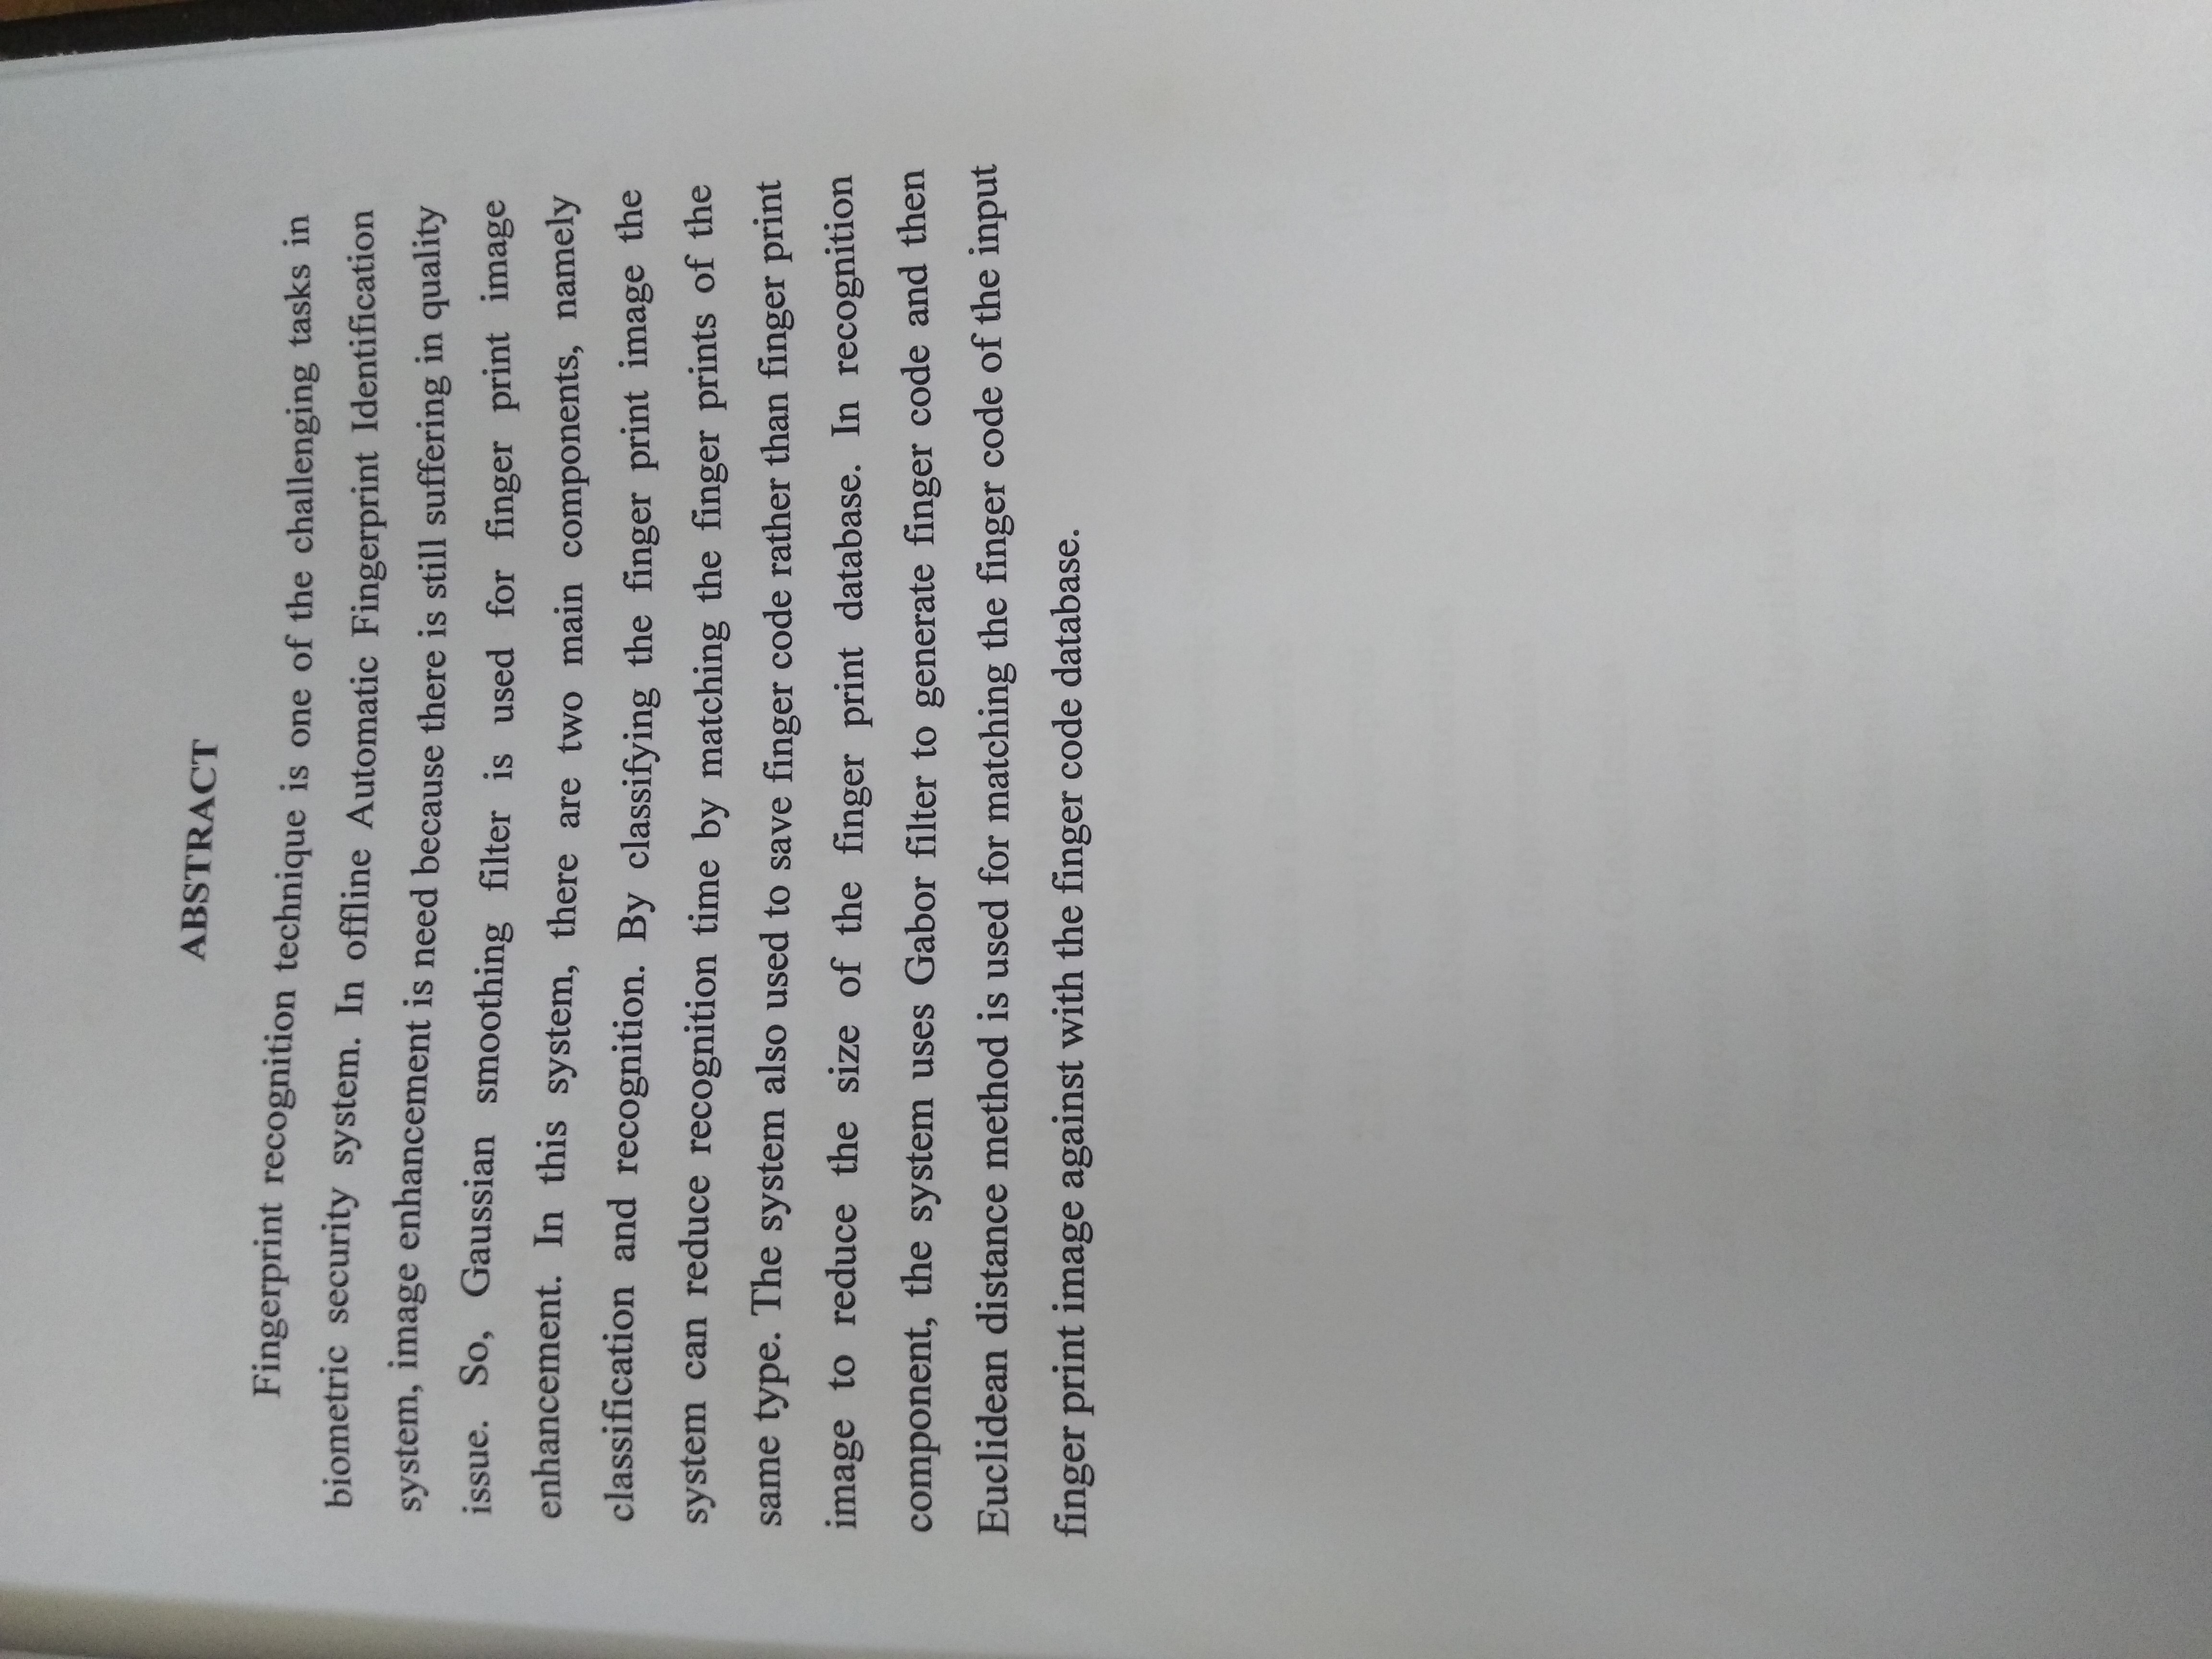 ABSTRACT
Fingerprint recognition technique is one of the challenging tasks in
biometric security system. In offline Automatic Fingerprint Identification
system, image enhancement is need because there is still suffering in quality
issue. So, Gaussian smoothing filter is used for finger print image
enhancement. In this system, there are two main components, namely
classification and recognition. By classifying the finger print image the
system can reduce recognition time by matching the finger prints of the
same type. The system also used to save finger code rather than finger print
image to reduce the size of the finger print database. In recognition
component, the system uses Gabor filter to generate finger code and then
Euclidean distance method is used for matching the finger code of the input
finger print image against with the finger code database.